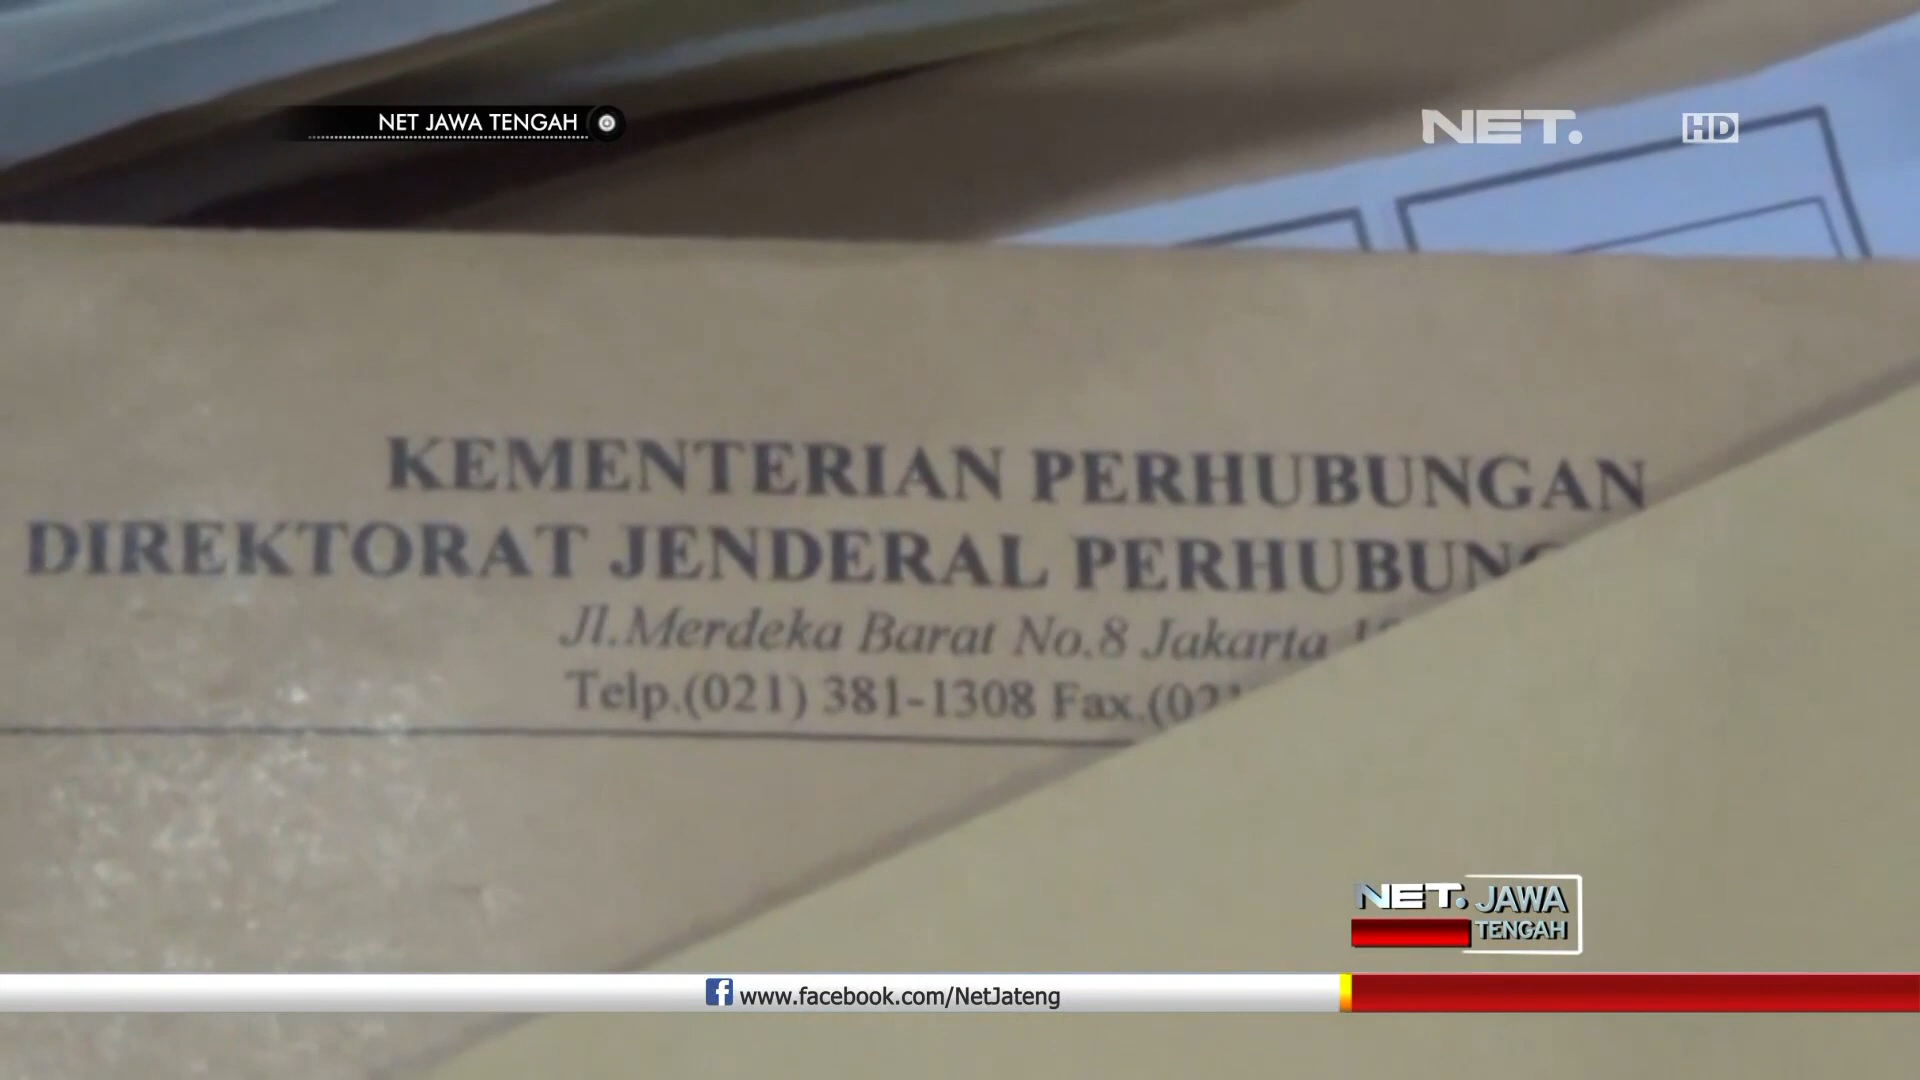 NET JAWA TENGAH
NET.
HD
KEMENTERIAN PERHUBUNGAN
DIREKTORAT JENDERAL
Jl.Merdeka Barat No.8 Jakarta
Telp.(021) 381-1308 Fax.
NET. JAWA
TENGAH
www.facebook.com/NetJateng